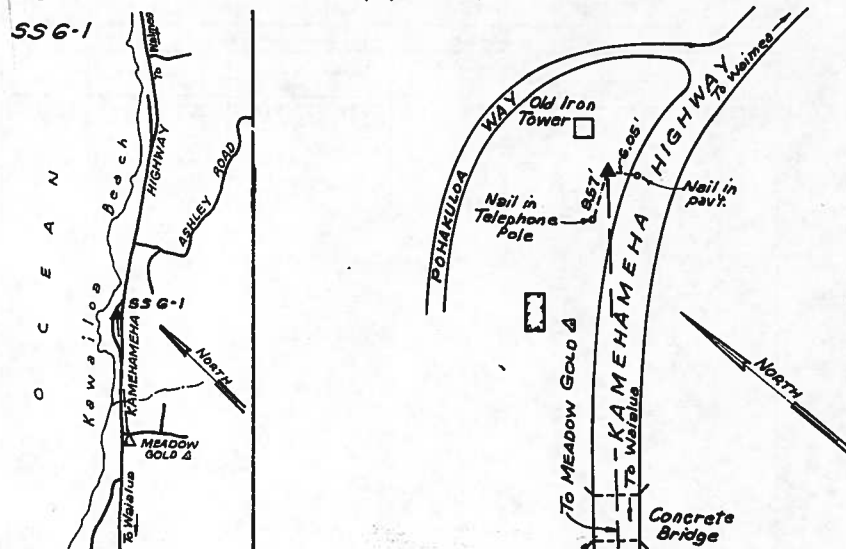 SS 6-1
To Waimea
HIGHWAY
Beach
ASHLEY ROAD
OCEAN
Kawailoa
SS 6-1
KAMEHAMEHA
NORTH
MEADOW
GOLD Δ
To Waialua
POHAKULOA WAY
Old Iron
Tower
KAMEHAMEHA HIGHWAY
To Waimea
6.05'
8.57'
Nail in
pav't.
Nail in
Telephone
Pole
To MEADOW GOLD Δ
To Waialua
NORTH
Concrete
Bridge